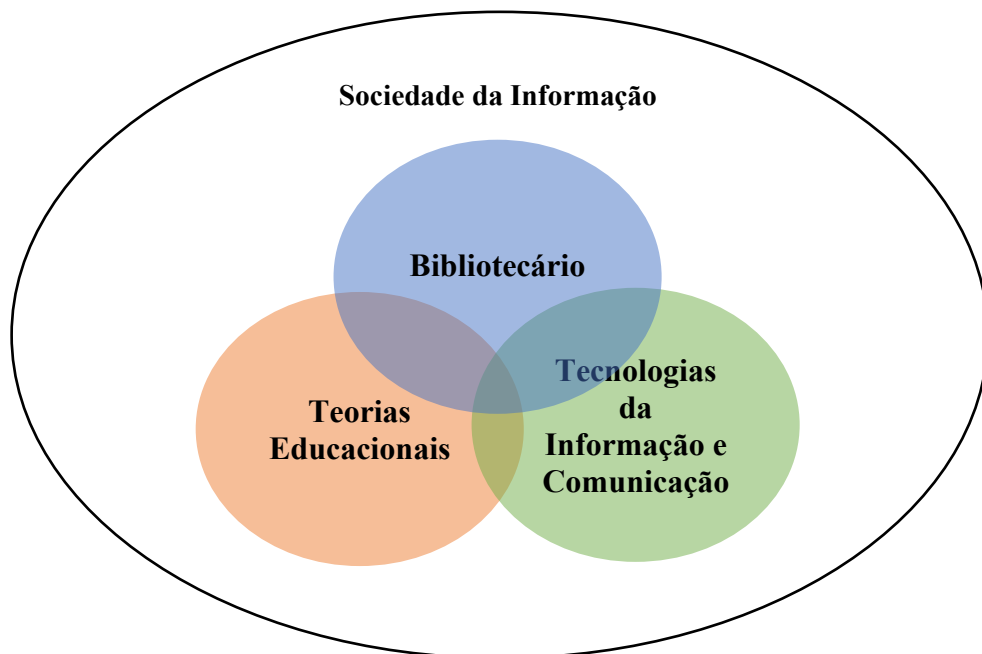 Sociedade da Informação
Bibliotecário
Teorias
Educacionais
Tecnologias
da
Informação e
Comunicação